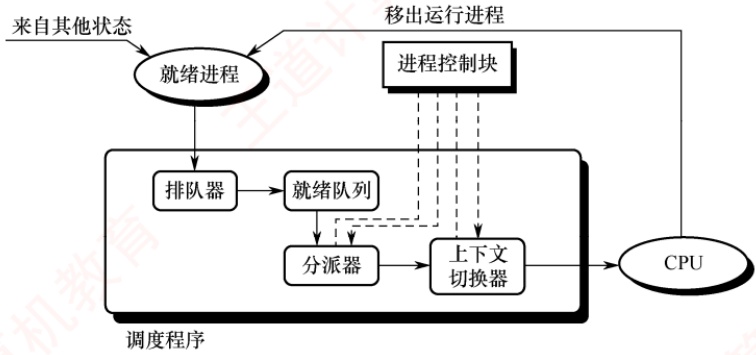 移出运行进程
来自其他状态
就绪进程
进程控制块
排队器
就绪队列
分派器
上下文
切换器
CPU
调度程序